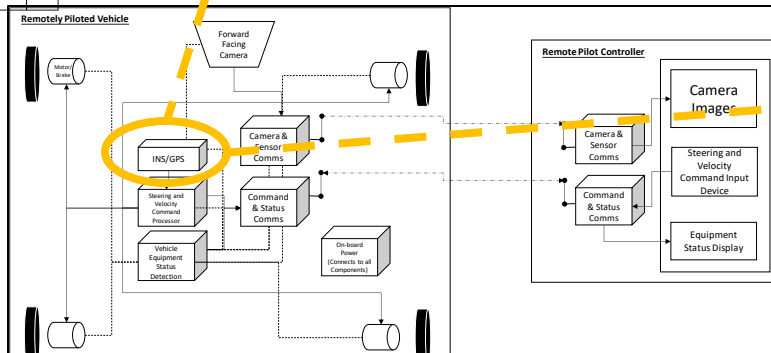 Remotely Piloted Vehicle
Forward
Facing
Camera
Motor/
Brake
Camera &
Sensor
Comms
INS/GPS
Steering and
Velocity
Command
Processor
Command
& Status
Comms
Vehicle
Equipment
Status
Detection
On-board
Power
(Connects to all
Components)
Remote Pilot Controller
Camera
Images
Camera &
Sensor
Comms
Steering and
Velocity
Command Input
Device
Command
& Status
Comms
Equipment
Status Display